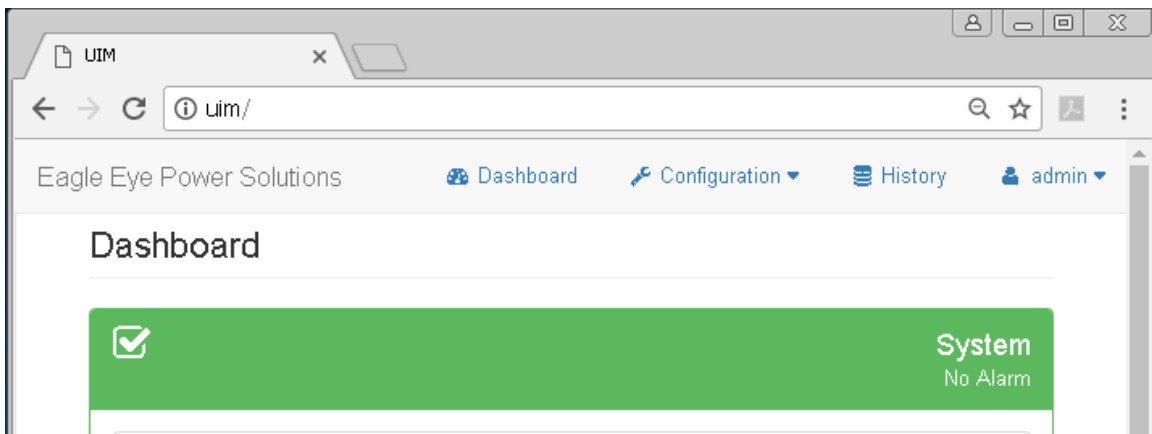 UIM
uim/
Eagle Eye Power Solutions Dashboard Configuration History admin
Dashboard
System
No Alarm